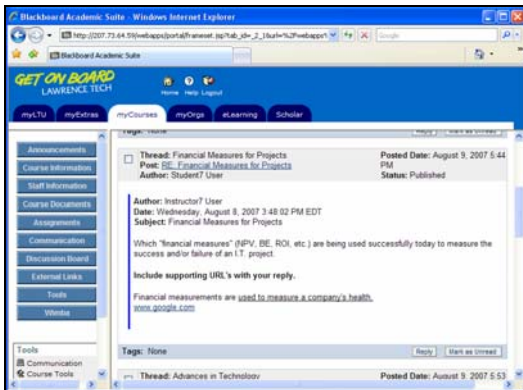 Blackboard Academic Suite - Windows Internet Explorer
Google
Blackboard Academic Suite
GET ON BOARD
LAWRENCE TECH
Home Help Logout
myLTU myExtras myCourses myOrgs eLearning Scholar
Tags: None
Reply Mark as Unread
Announcements
Course Information
Staff Information
Course Documents
Assignments
Communication
Discussion Board
External Links
Tools
Wimba
Tools
Communication
Course Tools
Thread: Financial Measures for Projects
Post: RE: Financial Measures for Projects
Author: Student7 User
Posted Date: August 9, 2007 5:44
PM
Status: Published
Author: Instructor7 User
Date: Wednesday, August 8, 2007 3:48:02 PM EDT
Subject: Financial Measures for Projects
Which "financial measures" (NPV, BE, ROI, etc.) are being used successfully today to measure the
success and/or failure of an I.T. project.
Include supporting URL's with your reply.
Financial measurements are used to measure a company's health.
www.google.com
Tags: None
Reply Mark as Unread
Thread: Advances in Technology
Posted Date: August 9, 2007 5:53